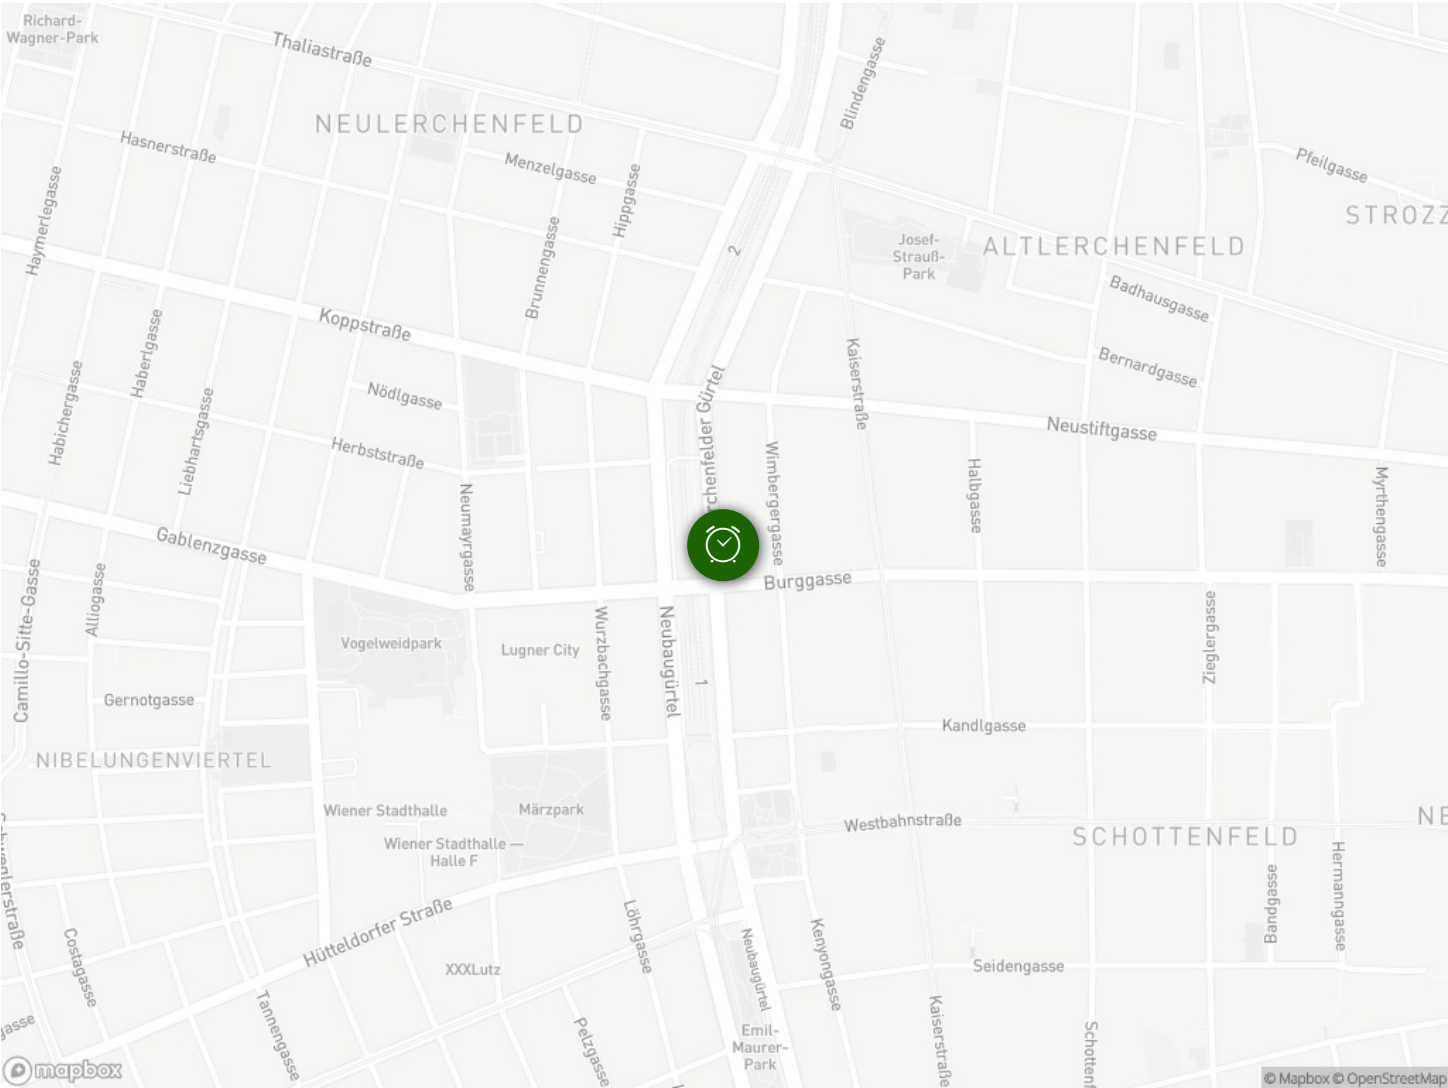 Richard-
Wagner-Park
Thaliastraße
Blindengasse
NEULERCHENFELD
Hasnerstraße
Menzelgasse
Pfeilgasse
Haymerlegasse
Hippgasse
STROZZ
Brunnengasse
2
Josef-
Strauß-
Park
ALTLERCHENFELD
Badhausgasse
Koppstraße
Haberlgasse
Kaiserstraße
Bernardgasse
Habichergasse
Nödlgasse
Liebhartsgasse
Herbststraße
rchenfelder Gürtel
Neustiftgasse
Wimbergergasse
Halbgasse
Myrthengasse
Neumayrgasse
Gablenzgasse
Burggasse
Camillo-Sitte-Gasse
Alliogasse
Vogelweidpark
Lugner City
Wurzbachgasse
Neubaugürtel
1
Zieglergasse
Gernotgasse
Kandlgasse
NIBELUNGENVIERTEL
Wiener Stadthalle
Märzpark
Westbahnstraße
SCHOTTENFELD
NE
Wiener Stadthalle —
Halle F
Hermanngasse
Bandgasse
Hütteldorfer Straße
Löhrgasse
Costagasse
XXXLutz
Neubaugürtel
Kenyongasse
Seidengasse
Tannengasse
Pelzgasse
Kaiserstraße
Emil-
Maurer-
Park
Schottenf
gasse
mapbox
© Mapbox © OpenStreetMap